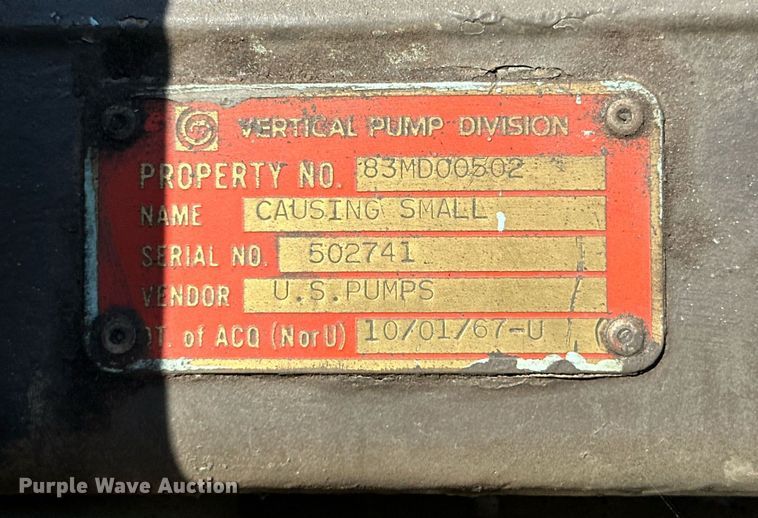 VERTICAL PUMP DIVISION
PROPERTY NO. 83MD00502
NAME CAUSING SMALL
SERIAL NO. 502741
VENDOR U.S.PUMPS
DT. of ACQ (NorU) 10/01/67-U
Purple Wave Auction